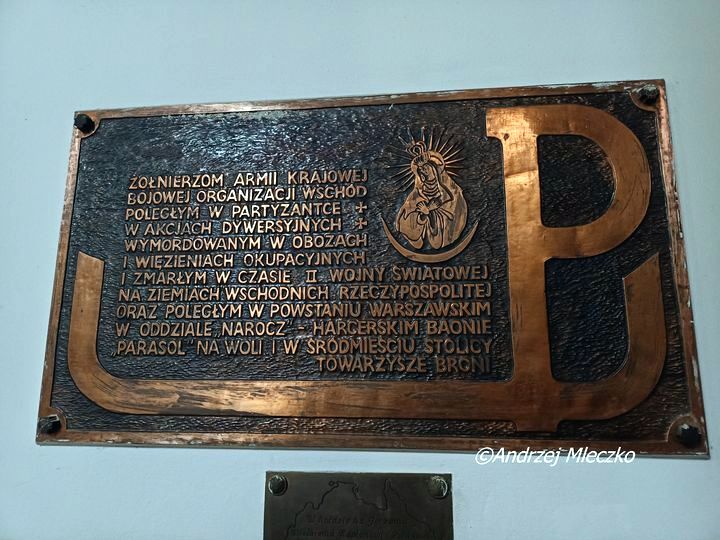 ŻOŁNIERZOM ARMII KRAJOWEJ
BOJOWEJ ORGANIZACJI WSCHÓD
POLEGŁYM W PARTYZANTCE +
W AKCJACH DYWERSYJNYCH +
WYMORDOWANYM W OBOZACH
I WIĘZIENIACH OKUPACYJNYCH
I ZMARŁYM W CZASIE II WOJNY ŚWIATOWEJ
NA ZIEMIACH WSCHODNICH RZECZYPOSPOLITEJ
ORAZ POLEGŁYM W POWSTANIU WARSZAWSKIM
W ODDZIALE „NAROCZ" - HARCERSKIM BAONIE
„PARASOL" NA WOLI I W ŚRÓDMIEŚCIU STOLICY
TOWARZYSZE BRONI
©Andrzej Mleczko